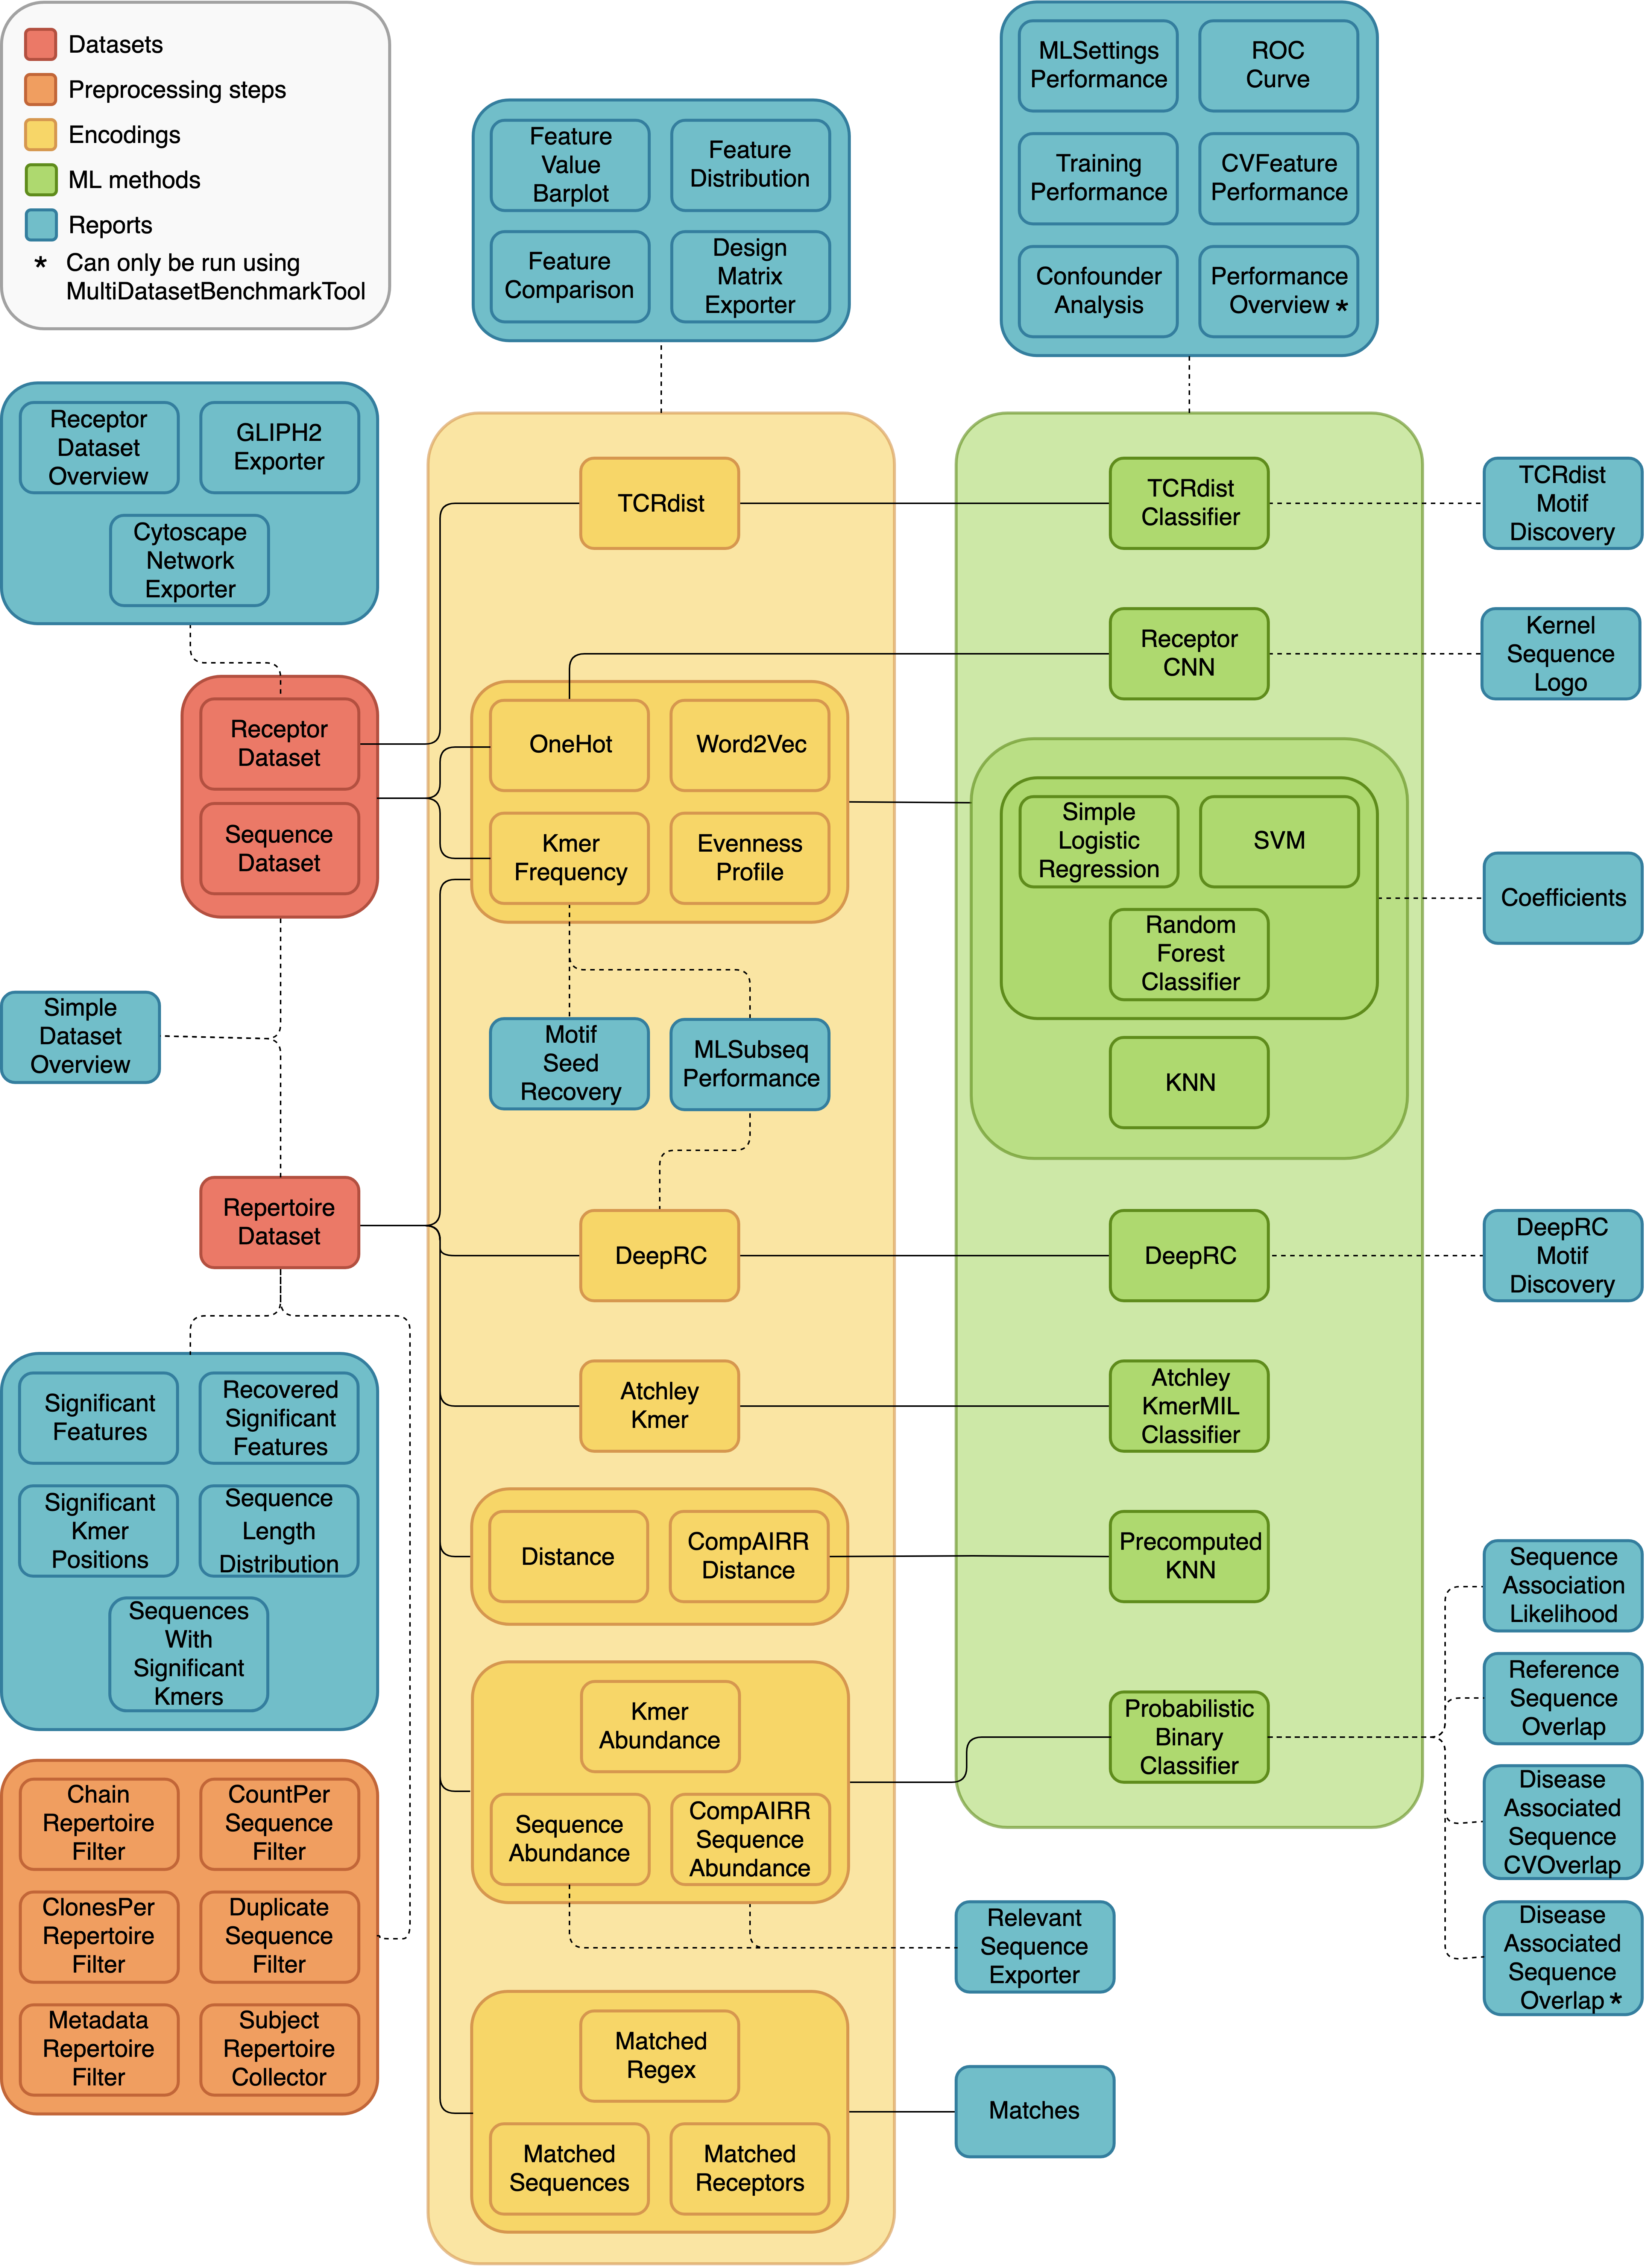 Datasets
Preprocessing steps
Encodings
ML methods
Reports
* Can only be run using
MultiDatasetBenchmarkTool
Feature
Value
Barplot
Feature
Distribution
Feature
Comparison
Design
Matrix
Exporter
MLSettings
Performance
ROC
Curve
Training
Performance
CVFeature
Performance
Confounder
Analysis
Performance
Overview *
Receptor
Dataset
Overview
GLIPH2
Exporter
Cytoscape
Network
Exporter
Receptor
Dataset
Sequence
Dataset
Simple
Dataset
Overview
Repertoire
Dataset
Significant
Features
Recovered
Significant
Features
Significant
Kmer
Positions
Sequence
Length
Distribution
Sequences
With
Significant
Kmers
Chain
Repertoire
Filter
CountPer
Sequence
Filter
ClonesPer
Repertoire
Filter
Duplicate
Sequence
Filter
Metadata
Repertoire
Filter
Subject
Repertoire
Collector
TCRdist
OneHot
Word2Vec
Kmer
Frequency
Evenness
Profile
Motif
Seed
Recovery
MLSubseq
Performance
DeepRC
Atchley
Kmer
Distance
CompAIRR
Distance
Kmer
Abundance
Sequence
Abundance
CompAIRR
Sequence
Abundance
Matched
Regex
Matched
Sequences
Matched
Receptors
TCRdist
Classifier
Receptor
CNN
Simple
Logistic
Regression
SVM
Random
Forest
Classifier
KNN
DeepRC
Atchley
KmerMIL
Classifier
Precomputed
KNN
Probabilistic
Binary
Classifier
Relevant
Sequence
Exporter
Matches
TCRdist
Motif
Discovery
Kernel
Sequence
Logo
Coefficients
DeepRC
Motif
Discovery
Sequence
Association
Likelihood
Reference
Sequence
Overlap
Disease
Associated
Sequence
CVOverlap
Disease
Associated
Sequence
Overlap *